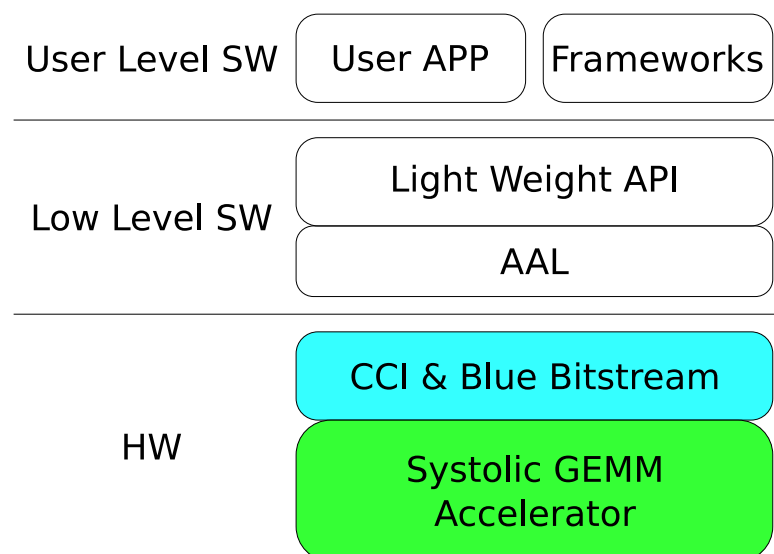 User Level SW
User APP
Frameworks
Low Level SW
Light Weight API
AAL
HW
CCI & Blue Bitstream
Systolic GEMM
Accelerator